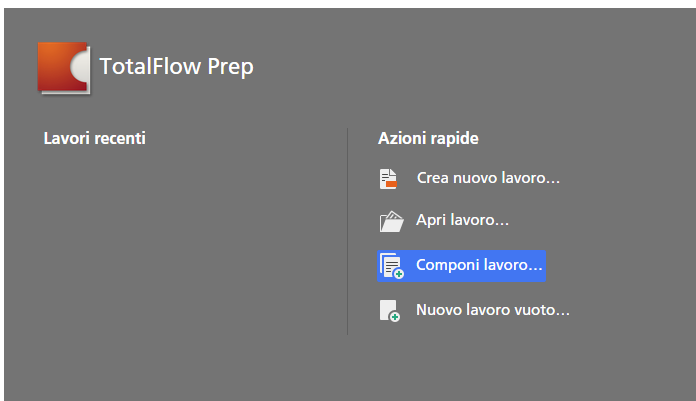 TotalFlow Prep
Lavori recenti
Azioni rapide
Crea nuovo lavoro...
Apri lavoro...
Componi lavoro...
Nuovo lavoro vuoto...